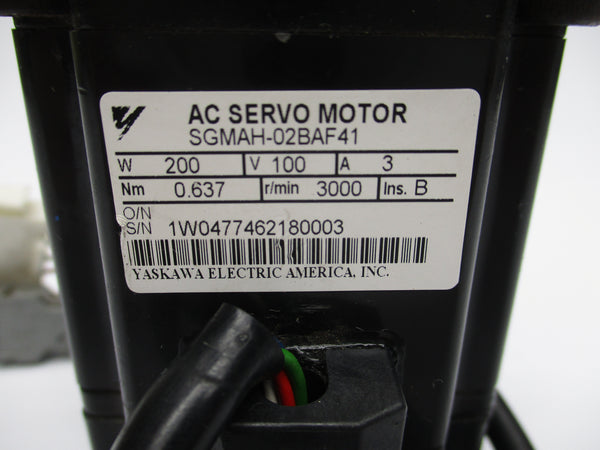 AC SERVO MOTOR
SGMAH-02BAF41
W 200 V 100 A 3
Nm 0.637 r/min 3000 Ins. B
O/N
S/N 1W0477462180003
YASKAWA ELECTRIC AMERICA, INC.